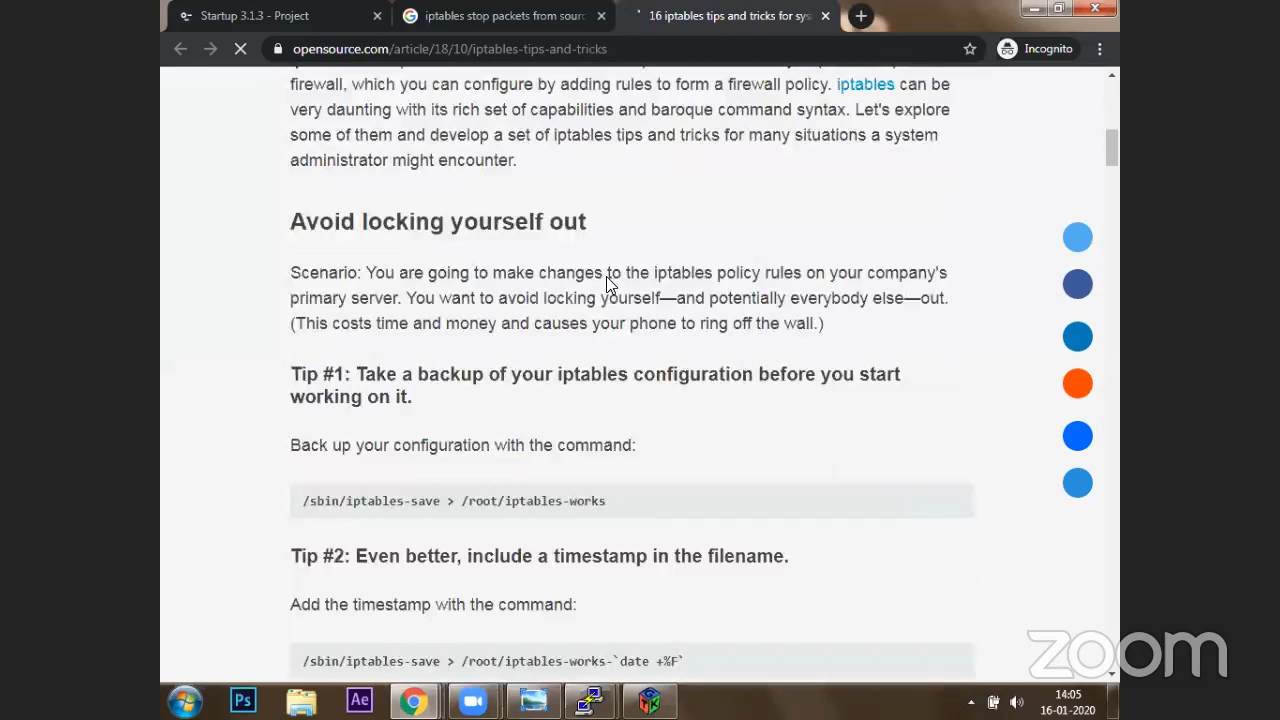 Startup 3.1.3 - Project
iptables stop packets from sourc
16 iptables tips and tricks for sys
opensource.com/article/18/10/iptables-tips-and-tricks
Incognito
firewall, which you can configure by adding rules to form a firewall policy. iptables can be
very daunting with its rich set of capabilities and baroque command syntax. Let's explore
some of them and develop a set of iptables tips and tricks for many situations a system
administrator might encounter.
Avoid locking yourself out
Scenario: You are going to make changes to the iptables policy rules on your company's
primary server. You want to avoid locking yourself—and potentially everybody else—out.
(This costs time and money and causes your phone to ring off the wall.)
Tip #1: Take a backup of your iptables configuration before you start
working on it.
Back up your configuration with the command:
/sbin/iptables-save > /root/iptables-works
Tip #2: Even better, include a timestamp in the filename.
Add the timestamp with the command:
/sbin/iptables-save > /root/iptables-works-`date +%F`
zoom
Ps
Ae
14:05
16-01-2020